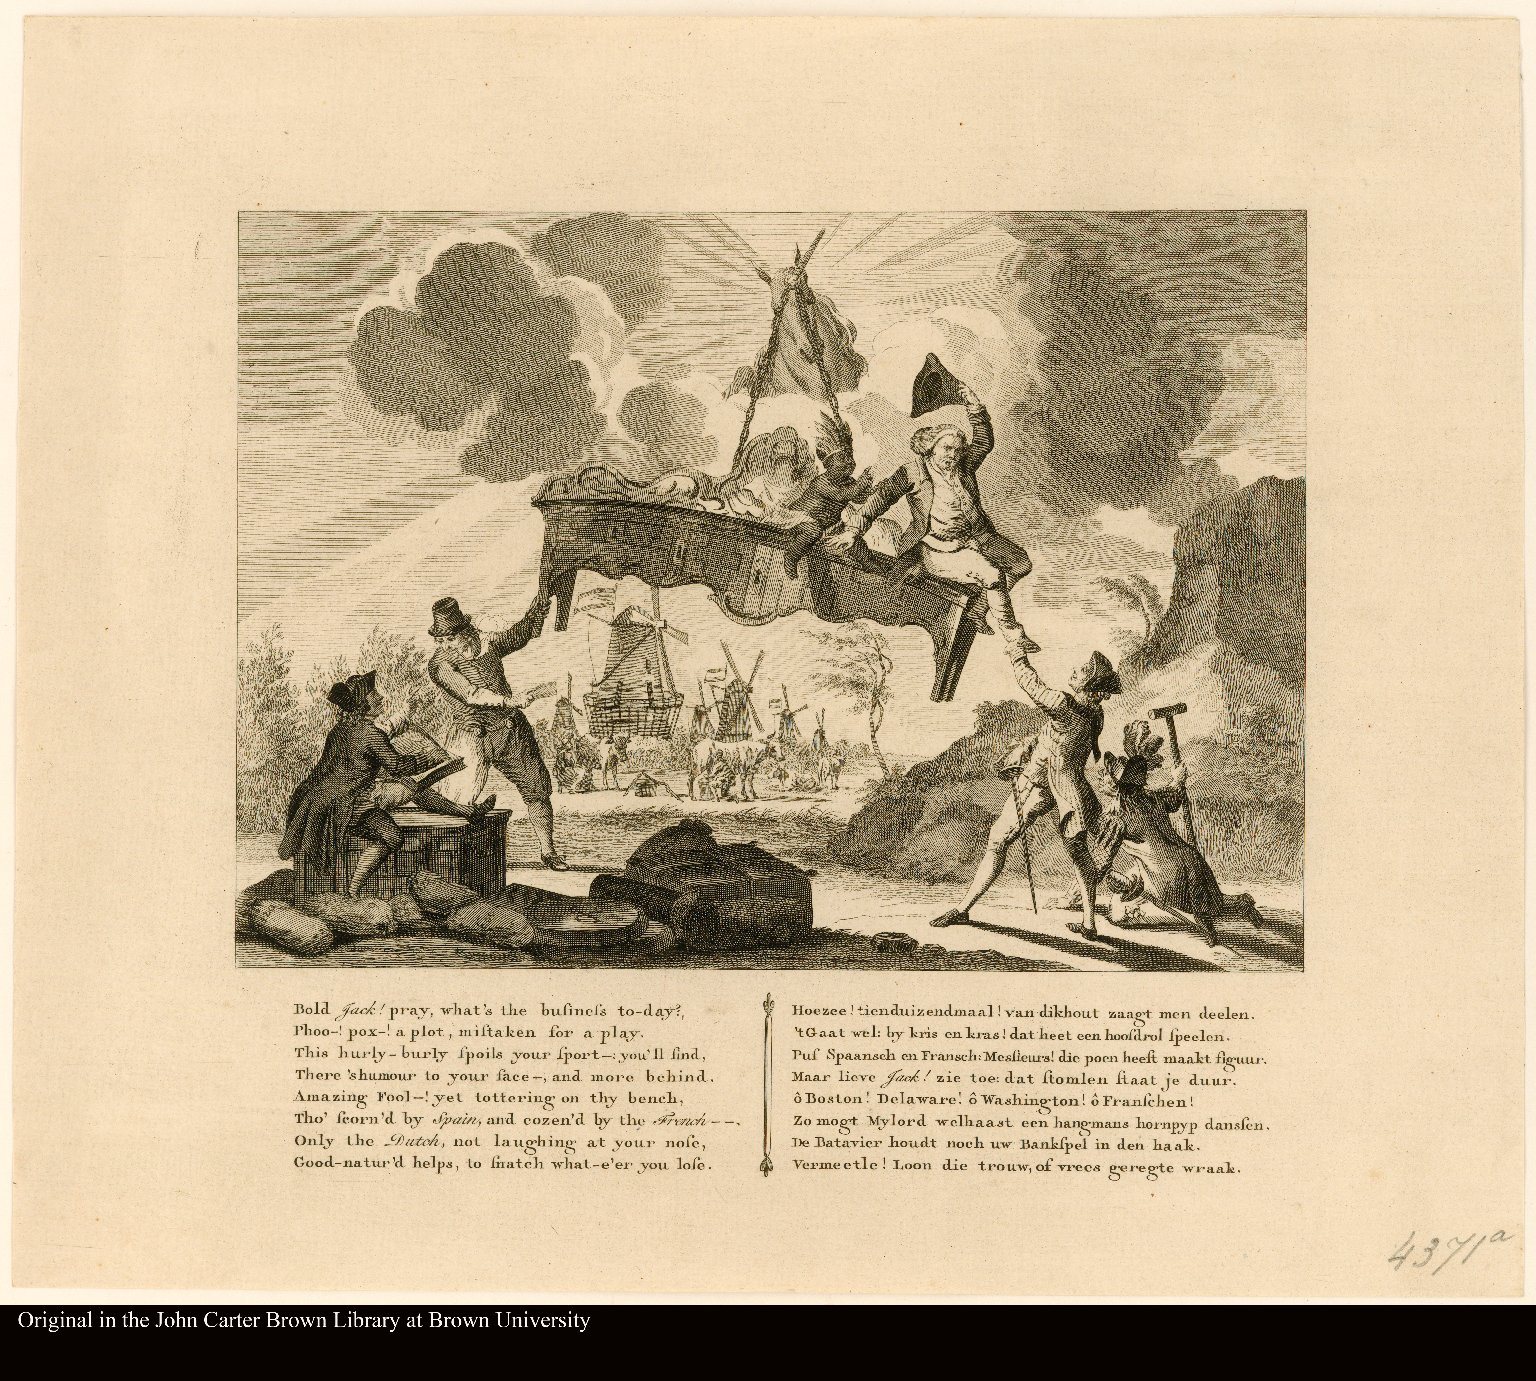 Bold Jack! pray, what's the buſineſs to-day?,
Phoo-! pox-! a plot, miſtaken for a play.
This hurly-burly ſpoils your ſport—: you'll find,
There 's humour to your face—, and more behind.
Amazing Fool—! yet tottering on thy bench,
Tho' ſcorn'd by Spain, and cozen'd by the French — —,
Only the Dutch, not laughing at your noſe,
Good-natur'd helps, to ſnatch what-e'er you loſe.
Hoezee! tienduizendmaal! van dikhout zaagt men deelen.
't Gaat wel: by kris en kras! dat heet een hoofdrol ſpeelen.
Puf Spaansch en Fransch: Mesſieurs! die poen heeft maakt figuur.
Maar lieve Jack! zie toe: dat ſtomlen ſtaat je duur.
ô Boston! Delaware! ô Washington! ô Franſchen!
Zo mogt Mylord welhaast een hangmans hornpyp danſsen.
De Batavier houdt noch uw Bankſpel in den haak.
Vermeetle! Loon die trouw, of vrees geregte wraak.
4371a
Original in the John Carter Brown Library at Brown University